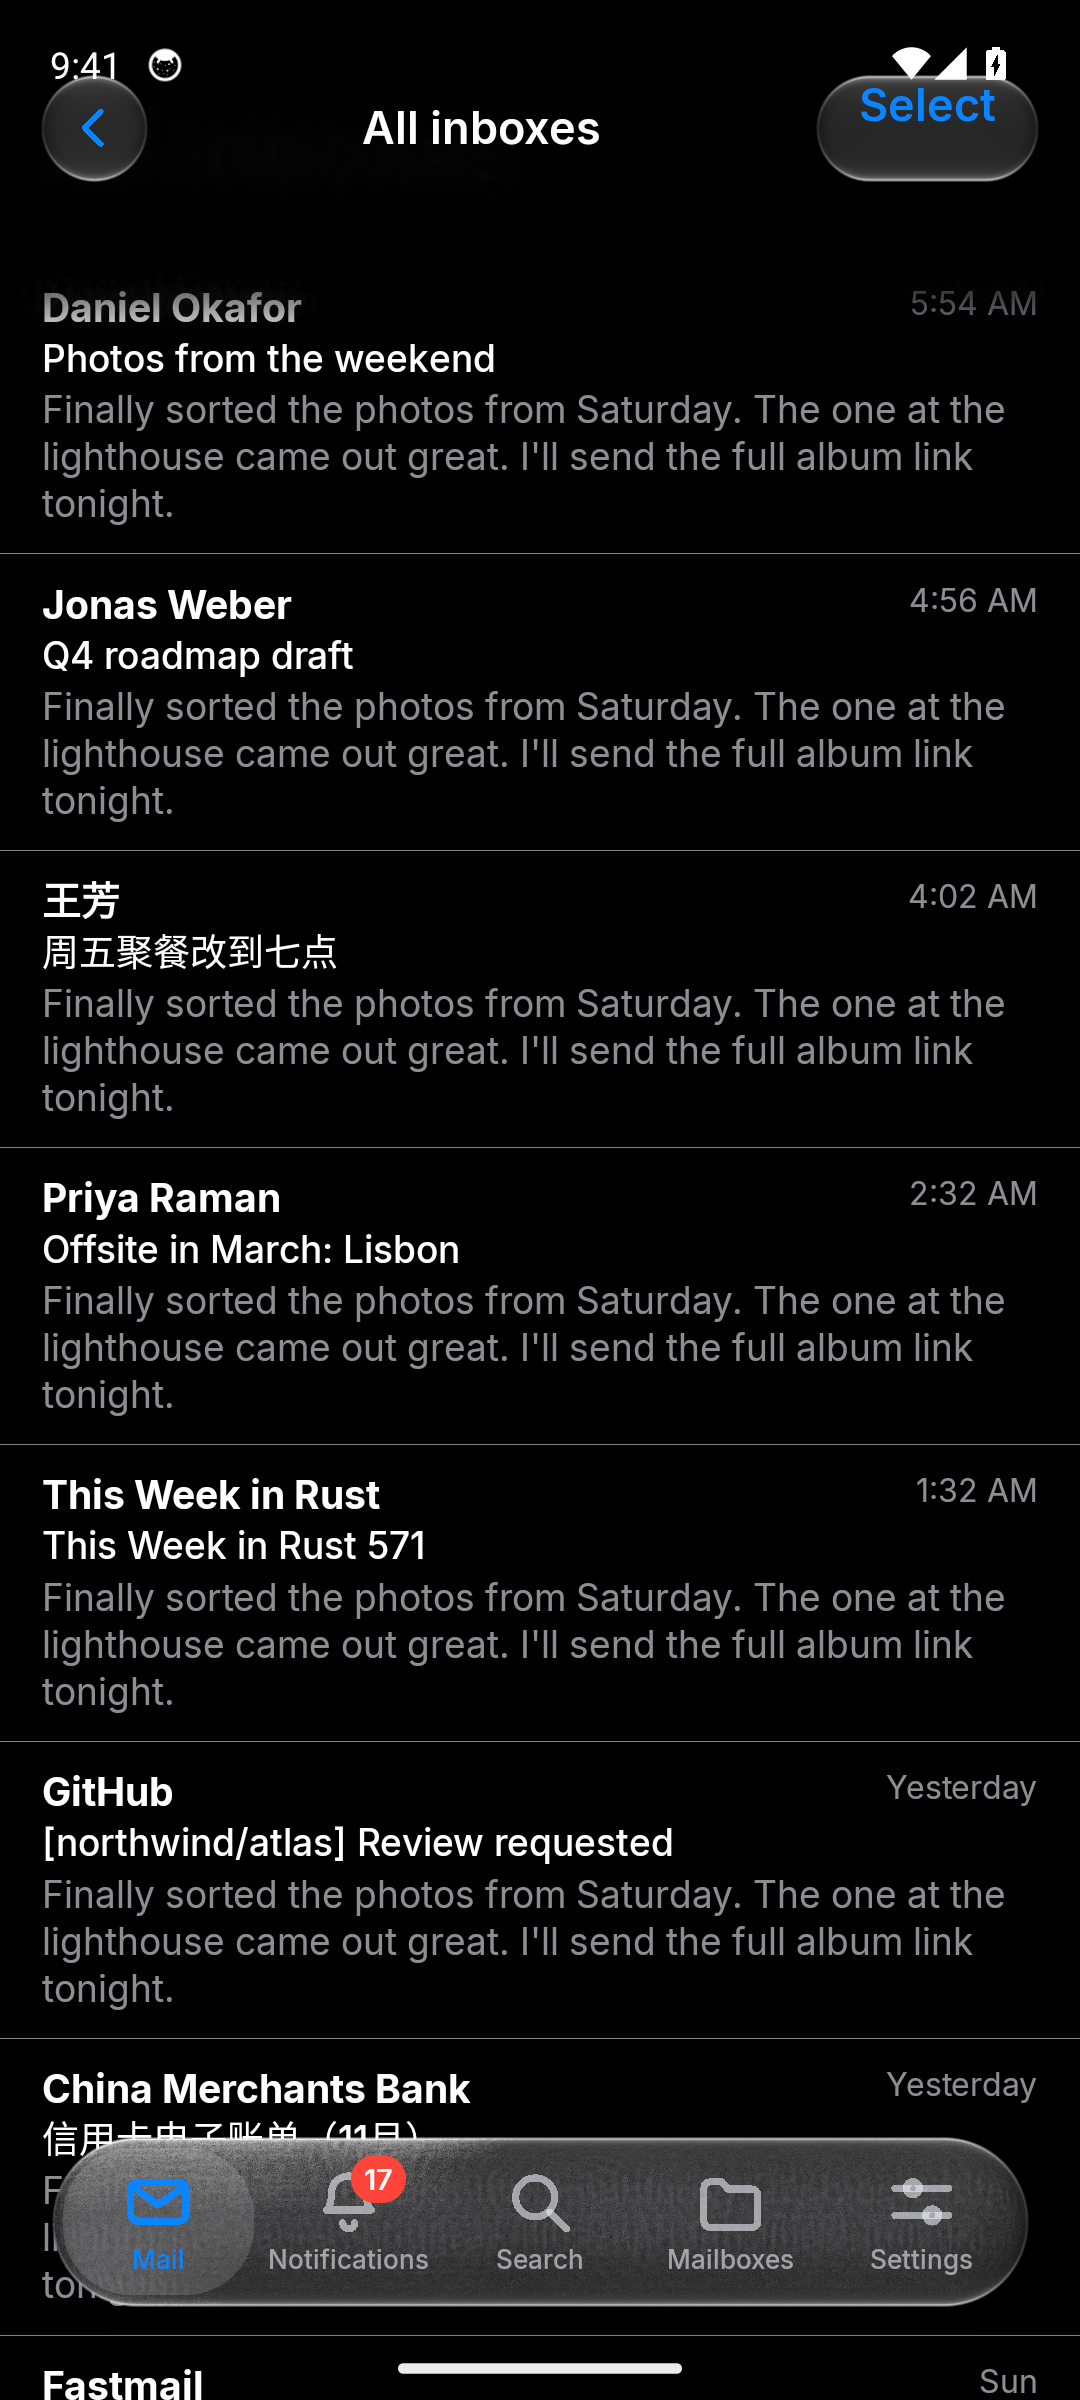 9:41
All inboxes
Select
Daniel Okafor
5:54 AM
Photos from the weekend
Finally sorted the photos from Saturday. The one at the
lighthouse came out great. I'll send the full album link
tonight.
Jonas Weber
4:56 AM
Q4 roadmap draft
Finally sorted the photos from Saturday. The one at the
lighthouse came out great. I'll send the full album link
tonight.
王芳
4:02 AM
周五聚餐改到七点
Finally sorted the photos from Saturday. The one at the
lighthouse came out great. I'll send the full album link
tonight.
Priya Raman
2:32 AM
Offsite in March: Lisbon
Finally sorted the photos from Saturday. The one at the
lighthouse came out great. I'll send the full album link
tonight.
This Week in Rust
1:32 AM
This Week in Rust 571
Finally sorted the photos from Saturday. The one at the
lighthouse came out great. I'll send the full album link
tonight.
GitHub
Yesterday
[northwind/atlas] Review requested
Finally sorted the photos from Saturday. The one at the
lighthouse came out great. I'll send the full album link
tonight.
China Merchants Bank
Yesterday
信用卡电子账单（11月）
17
Mail
Notifications
Search
Mailboxes
Settings
Fastmail
Sun